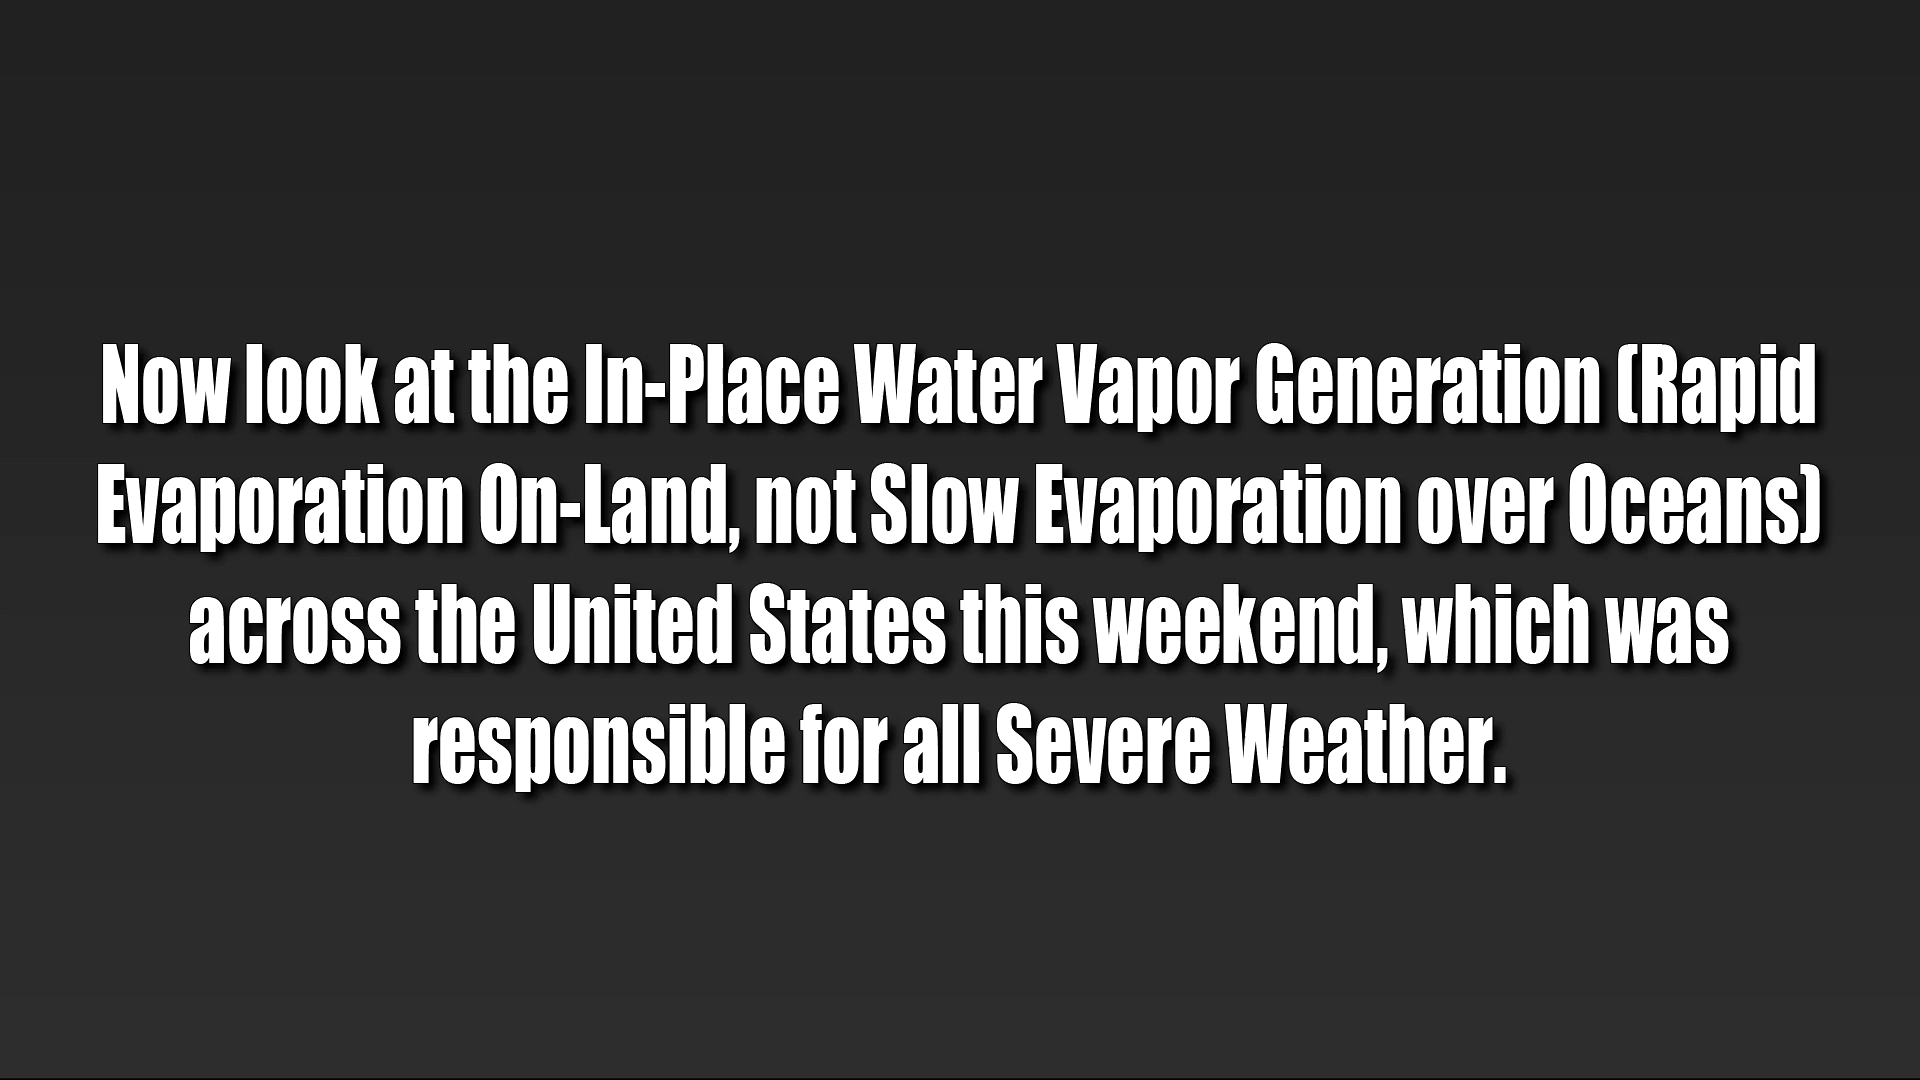 Now look at the In-Place Water Vapor Generation (Rapid
Evaporation On-Land, not Slow Evaporation over Oceans)
across the United States this weekend, which was
responsible for all Severe Weather.